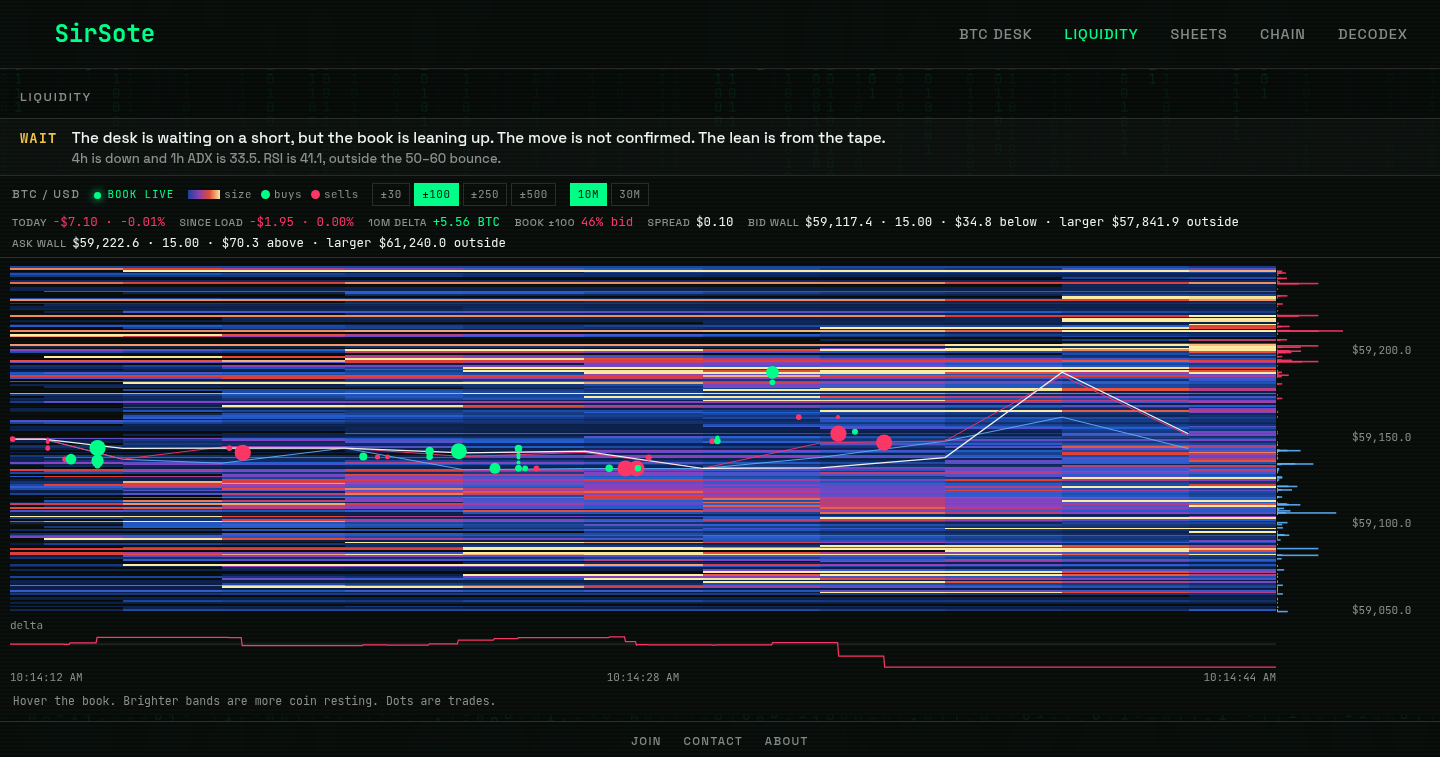 SirSote
BTC DESK LIQUIDITY SHEETS CHAIN DECODEX
LIQUIDITY
WAIT The desk is waiting on a short, but the book is leaning up. The move is not confirmed. The lean is from the tape.
4h is down and 1h ADX is 33.5. RSI is 41.1, outside the 50–60 bounce.
BTC / USD BOOK LIVE size buys sells ±30 ±100 ±250 ±500 10M 30M
TODAY -$7.10 · -0.01% SINCE LOAD -$1.95 · 0.00% 10M DELTA +5.56 BTC BOOK ±100 46% bid SPREAD $0.10 BID WALL $59,117.4 · 15.00 · $34.8 below · larger $57,841.9 outside
ASK WALL $59,222.6 · 15.00 · $70.3 above · larger $61,240.0 outside
$59,200.0
$59,150.0
$59,100.0
$59,050.0
delta
10:14:12 AM 10:14:28 AM 10:14:44 AM
Hover the book. Brighter bands are more coin resting. Dots are trades.
JOIN CONTACT ABOUT